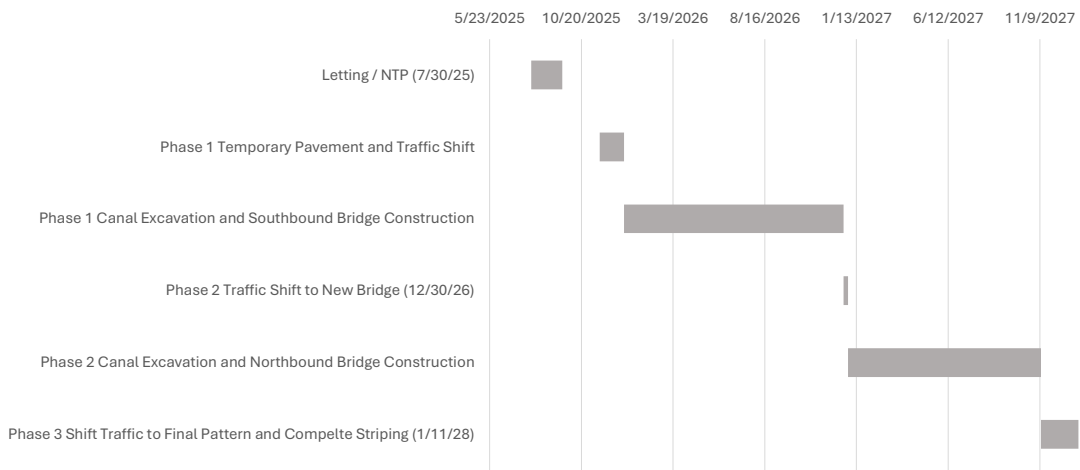 5/23/2025 10/20/2025 3/19/2026 8/16/2026 1/13/2027 6/12/2027 11/9/2027
Letting / NTP (7/30/25)
Phase 1 Temporary Pavement and Traffic Shift
Phase 1 Canal Excavation and Southbound Bridge Construction
Phase 2 Traffic Shift to New Bridge (12/30/26)
Phase 2 Canal Excavation and Northbound Bridge Construction
Phase 3 Shift Traffic to Final Pattern and Compelte Striping (1/11/28)